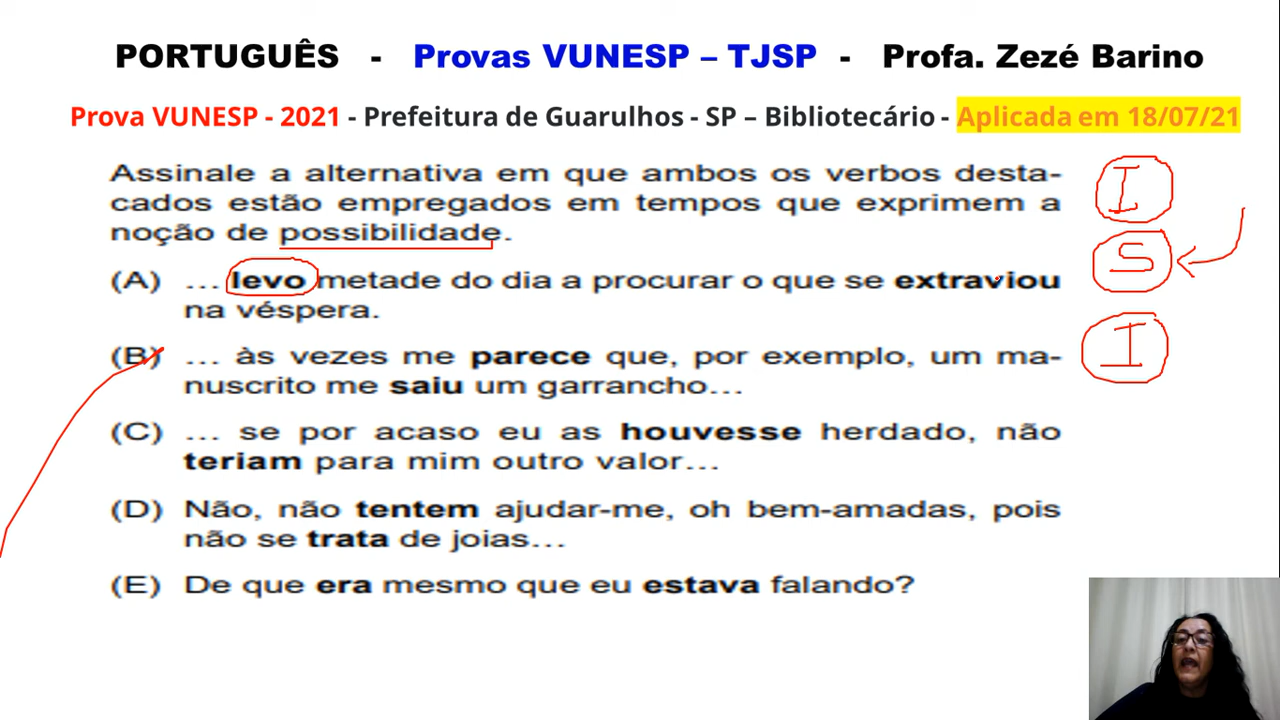 PORTUGUÊS - Provas VUNESP – TJSP - Profa. Zezé Barino
Prova VUNESP - 2021 - Prefeitura de Guarulhos - SP – Bibliotecário - Aplicada em 18/07/21
Assinale a alternativa em que ambos os verbos desta-
cados estão empregados em tempos que exprimem a
noção de possibilidade.
(A) ... levo metade do dia a procurar o que se extraviou
na véspera.
(B) ... às vezes me parece que, por exemplo, um ma-
nuscrito me saiu um garrancho...
(C) ... se por acaso eu as houvesse herdado, não
teriam para mim outro valor...
(D) Não, não tentem ajudar-me, oh bem-amadas, pois
não se trata de joias...
(E) De que era mesmo que eu estava falando?
I
S
I